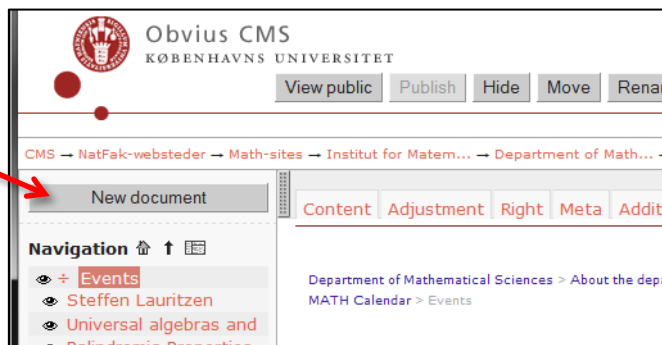 Obvius CMS
KØBENHAVNS UNIVERSITET
View public Publish Hide Move Renar
CMS → NatFak-websteder → Math-sites → Institut for Matem... → Department of Math... →
New document
Content Adjustment Right Meta Addit
Navigation
÷ Events
Steffen Lauritzen
Universal algebras and
Department of Mathematical Sciences > About the depa
MATH Calendar > Events